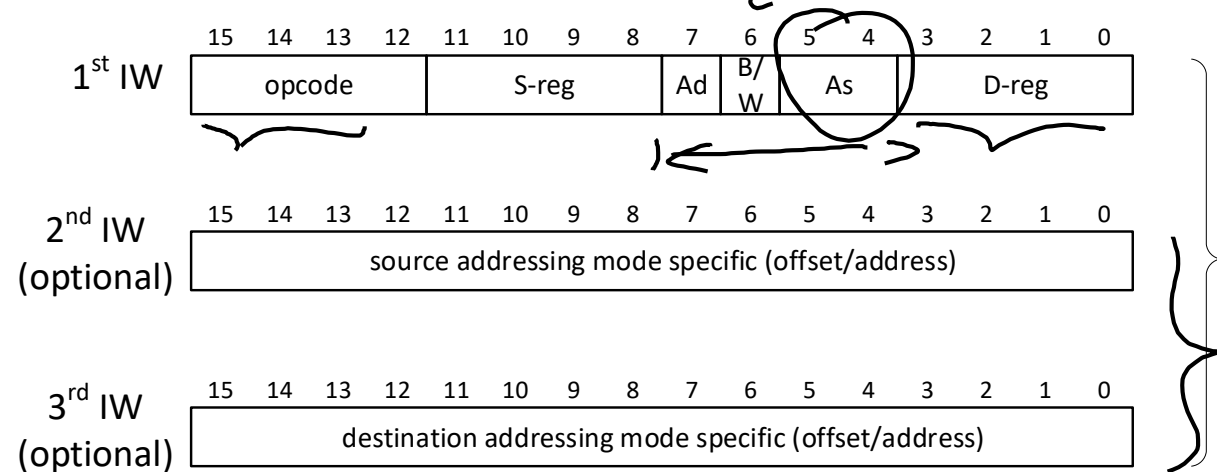 15 14 13 12 11 10 9 8 7 6 5 4 3 2 1 0
1st IW opcode S-reg Ad B/W As D-reg
15 14 13 12 11 10 9 8 7 6 5 4 3 2 1 0
2nd IW
(optional)
source addressing mode specific (offset/address)
15 14 13 12 11 10 9 8 7 6 5 4 3 2 1 0
3rd IW
(optional)
destination addressing mode specific (offset/address)